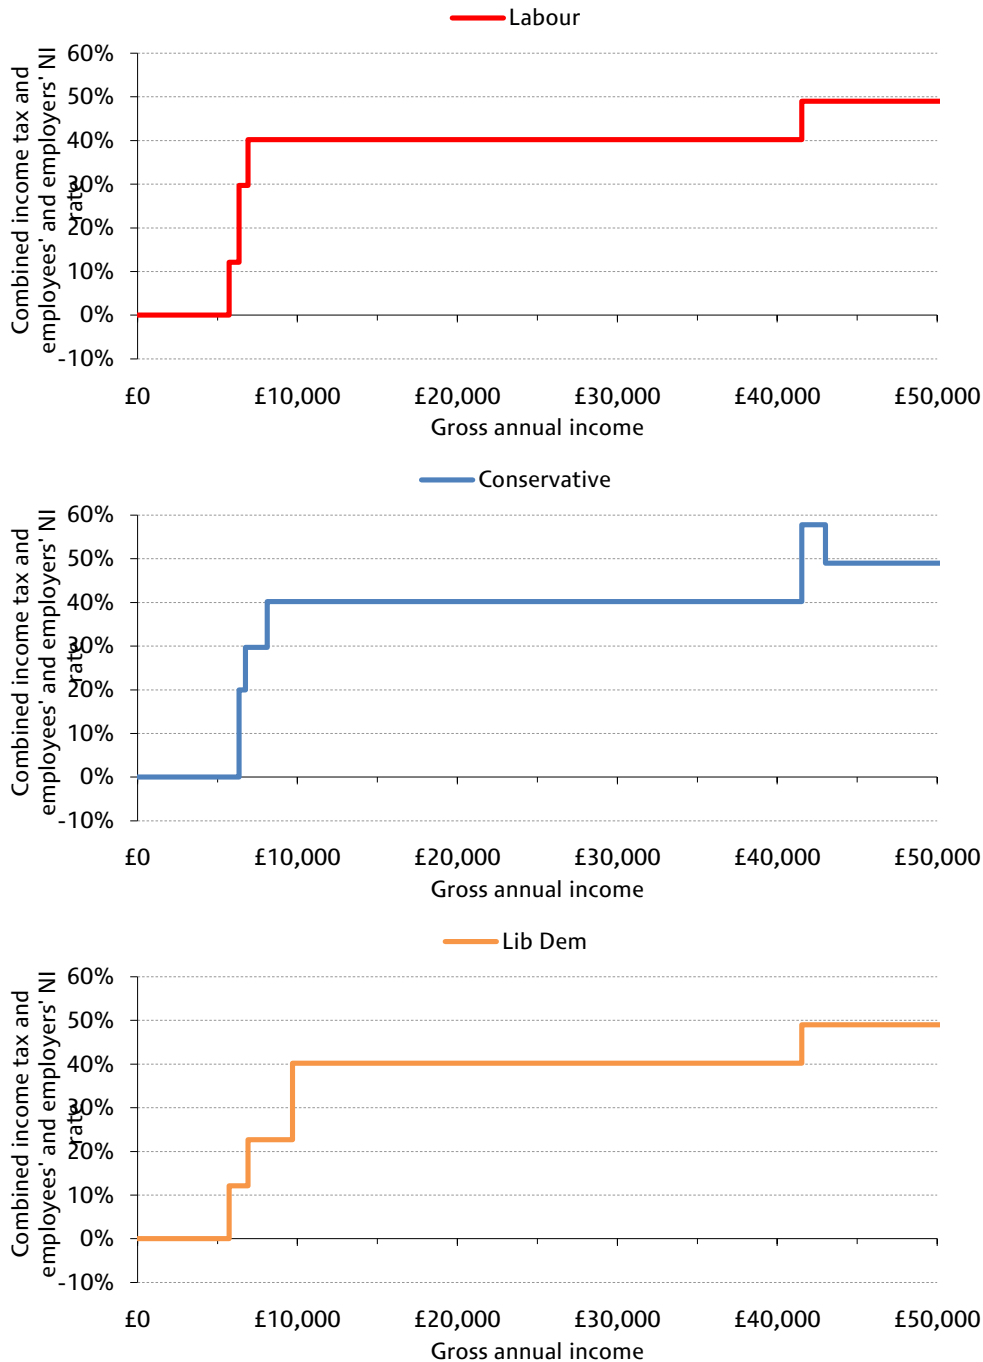 Labour
Combined income tax and
employees' and employers' NI
rate
60%
50%
40%
30%
20%
10%
0%
-10%
£0 £10,000 £20,000 £30,000 £40,000 £50,000
Gross annual income
Conservative
Combined income tax and
employees' and employers' NI
rate
60%
50%
40%
30%
20%
10%
0%
-10%
£0 £10,000 £20,000 £30,000 £40,000 £50,000
Gross annual income
Lib Dem
Combined income tax and
employees' and employers' NI
rate
60%
50%
40%
30%
20%
10%
0%
-10%
£0 £10,000 £20,000 £30,000 £40,000 £50,000
Gross annual income